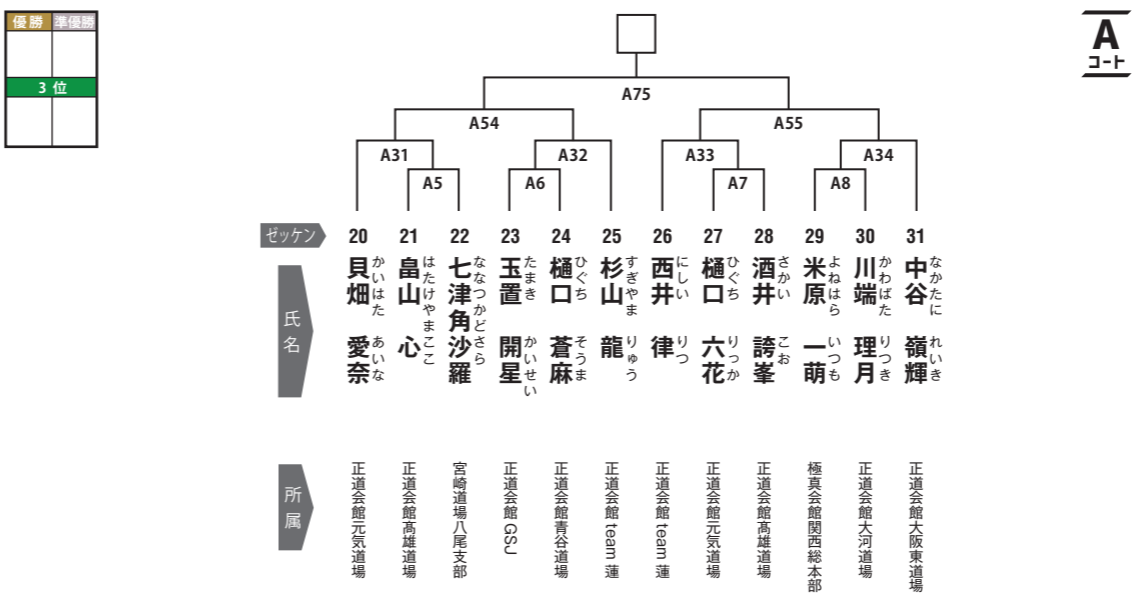 優勝 準優勝
3 位
A
コート
A75
A54 A55
A31 A32 A33 A34
A5 A6 A7 A8
ゼッケン 20 21 22 23 24 25 26 27 28 29 30 31
氏名
貝畑 愛奈 かいはた あいな
畠山 心 はたけやま ここ
七津角 沙羅 ななつかど さら
玉置 開星 たまき かいせい
樋口 蒼麻 ひぐち そうま
杉山 龍 すぎやま りゅう
西井 律 にしい りつ
樋口 六花 ひぐち りっか
酒井 誇峯 さかい こお
米原 一萌 よねはら いつも
川端 理月 かわばた りつき
中谷 嶺輝 なかたに れいき
所属
正道会館元気道場
正道会館髙雄道場
宮崎道場八尾支部
正道会館 GSJ
正道会館青谷道場
正道会館 team 蓮
正道会館 team 蓮
正道会館元気道場
正道会館髙雄道場
極真会館関西総本部
正道会館大河道場
正道会館大阪東道場